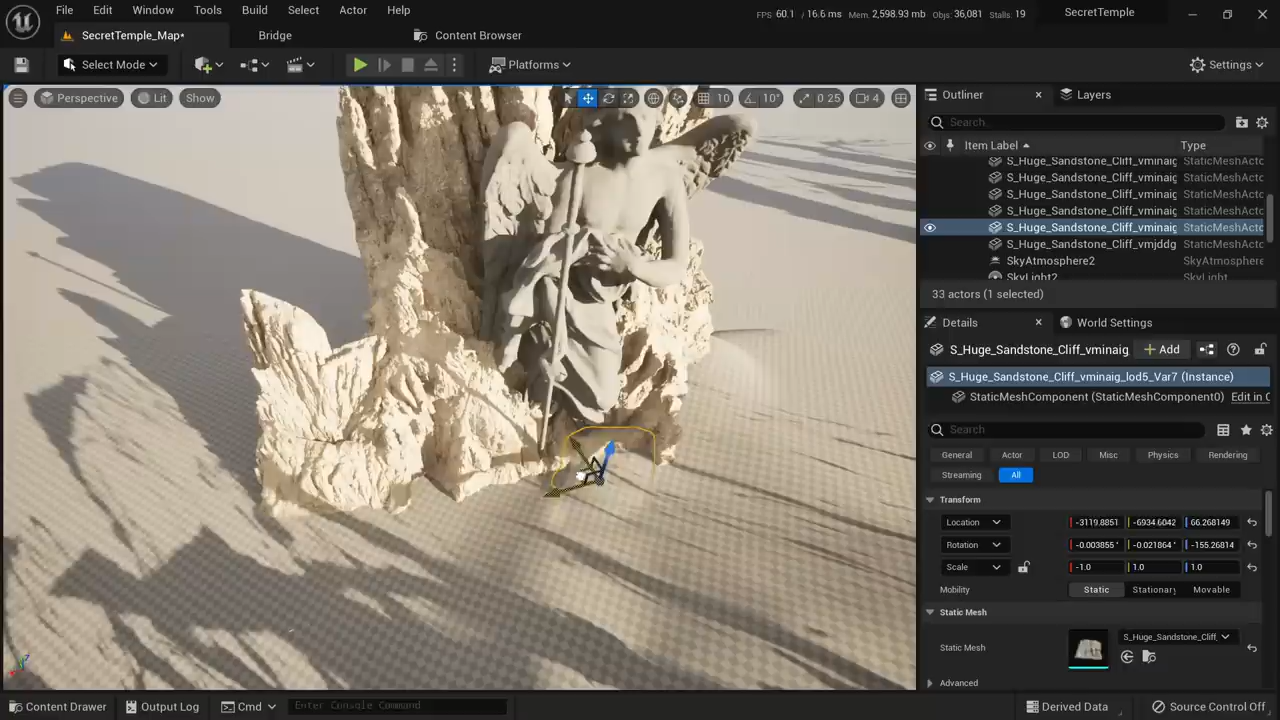 File Edit Window Tools Build Select Actor Help
FPS: 60.1 / 16.6 ms Mem: 2,598.93 mb Objs: 36,081 Stalls: 19
SecretTemple
SecretTemple_Map*
Bridge
Content Browser
Select Mode
Platforms
Settings
Perspective
Lit
Show
10
10°
0 25
4
Outliner
Layers
Search...
Item Label
Type
S_Huge_Sandstone_Cliff_vminaig StaticMeshActo
S_Huge_Sandstone_Cliff_vminaig StaticMeshActo
S_Huge_Sandstone_Cliff_vminaig StaticMeshActo
S_Huge_Sandstone_Cliff_vminaig StaticMeshActo
S_Huge_Sandstone_Cliff_vminaig StaticMeshActo
S_Huge_Sandstone_Cliff_vmjddg StaticMeshActo
SkyAtmosphere2 SkyAtmosphere
SkyLight2 SkyLight
33 actors (1 selected)
Details
World Settings
S_Huge_Sandstone_Cliff_vminaig
Add
S_Huge_Sandstone_Cliff_vminaig_lod5_Var7 (Instance)
StaticMeshComponent (StaticMeshComponent0) Edit in C
Search
General Actor LOD Misc Physics Rendering
Streaming All
Transform
Location -3119.8851 -6934.6042 66.268149
Rotation -0.003855 ° -0.021864 ° -155.26814
Scale -1.0 1.0 1.0
Mobility Static Stationary Movable
Static Mesh
Static Mesh S_Huge_Sandstone_Cliff_
Advanced
Content Drawer
Output Log
Cmd
Enter Console Command
Derived Data
Source Control Off